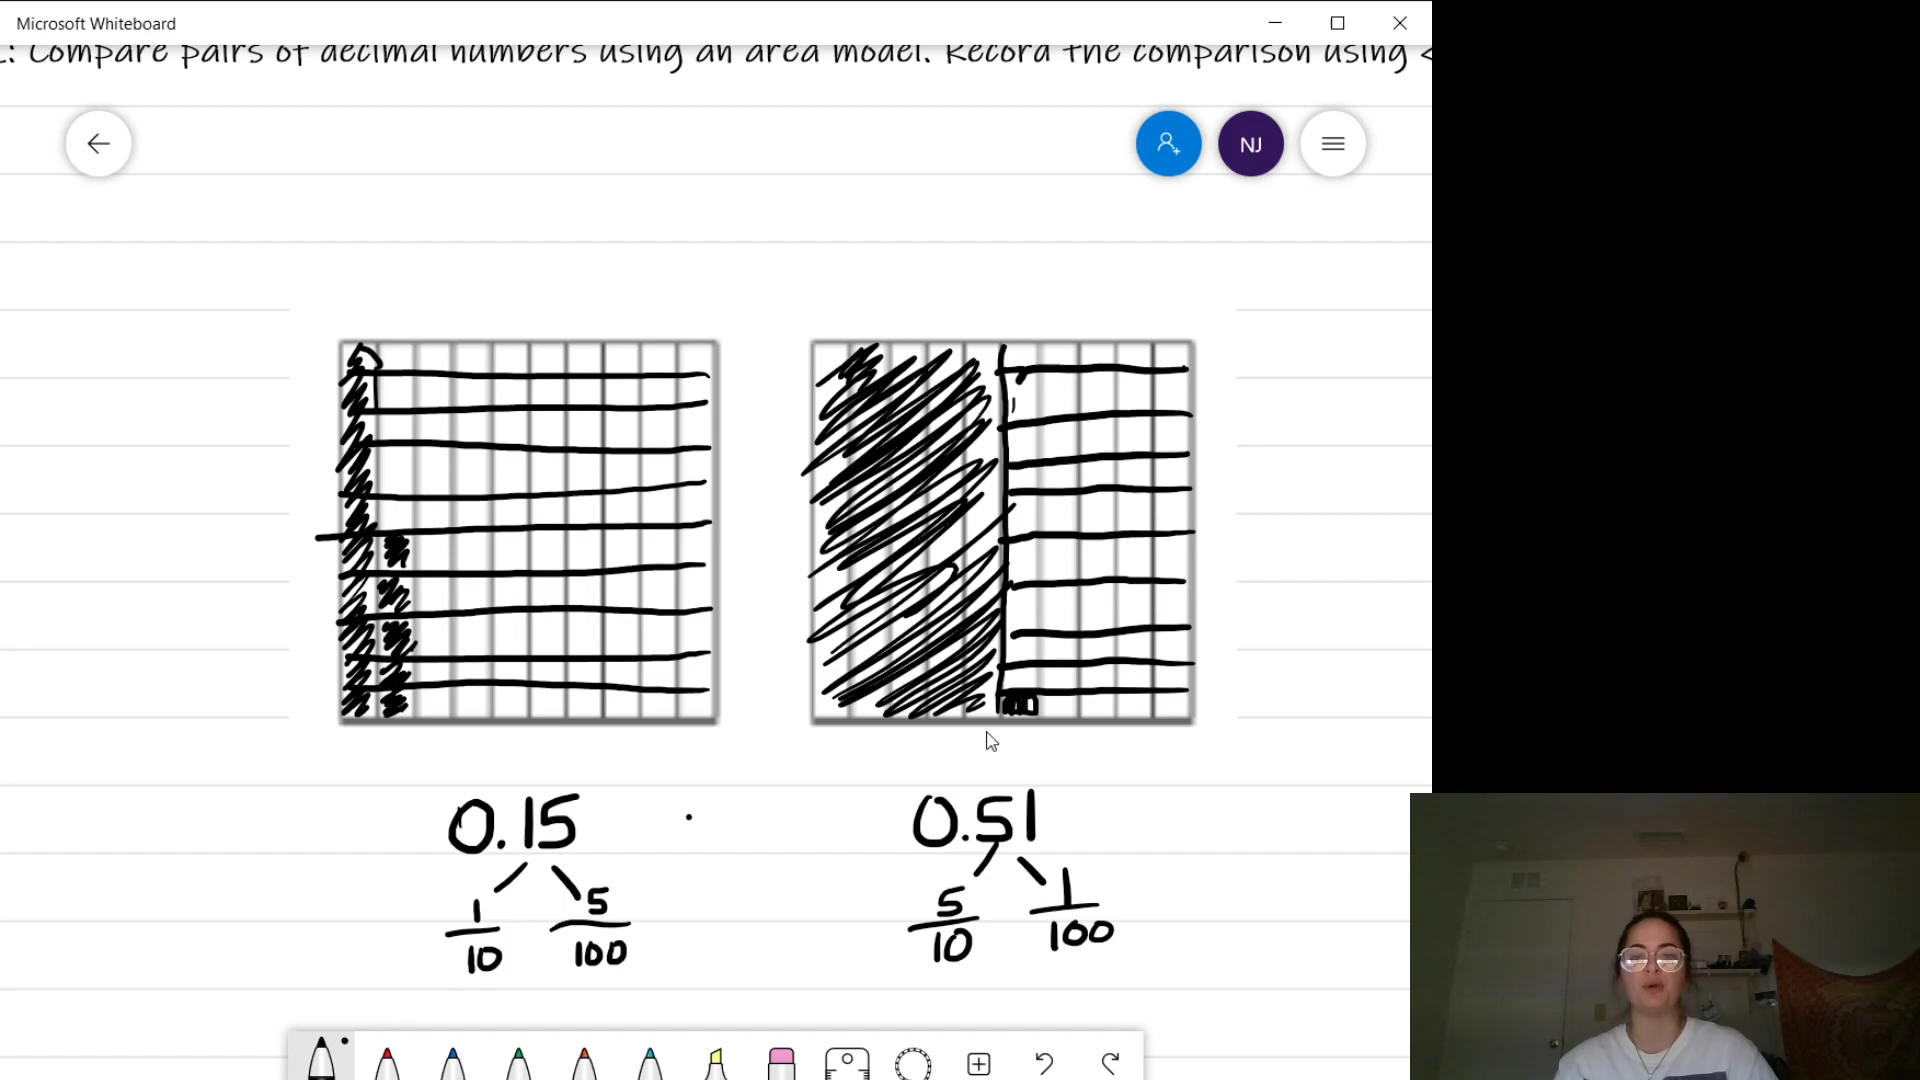 Microsoft Whiteboard
: Compare pairs of decimal numbers using an area model. Record the comparison using <
NJ
0.15 0.51
1/10 5/100 5/10 1/100